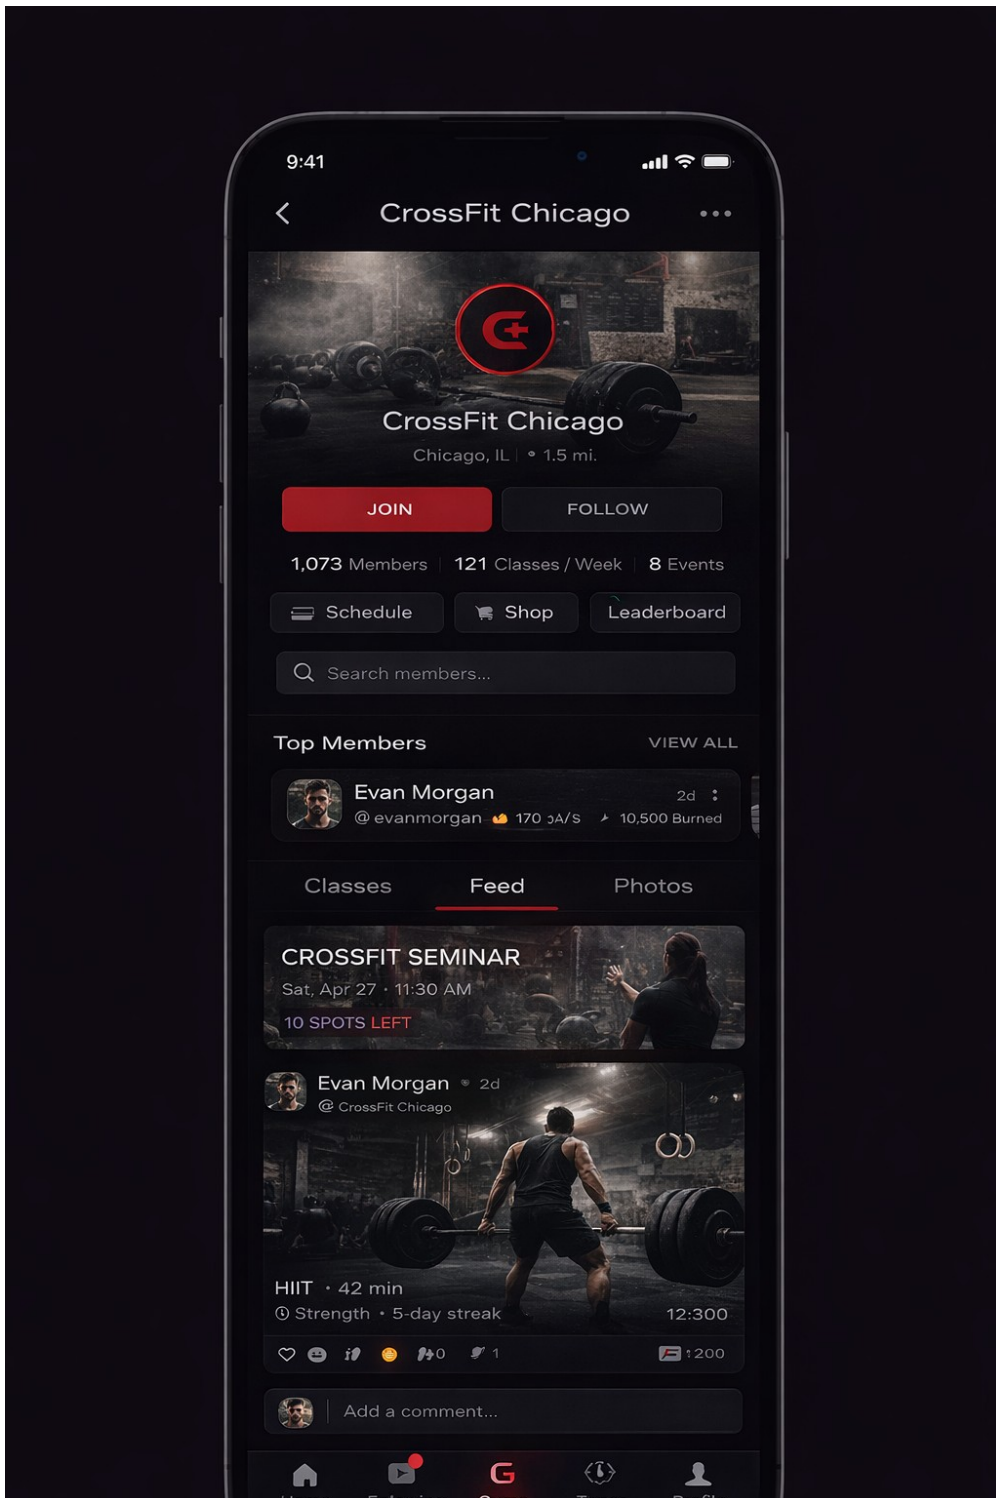 9:41
CrossFit Chicago
CrossFit Chicago
Chicago, IL 1.5 mi.
JOIN FOLLOW
1,073 Members 121 Classes / Week 8 Events
Schedule Shop Leaderboard
Search members...
Top Members VIEW ALL
Evan Morgan 2d
@evanmorgan 170 10,500 Burned
Classes Feed Photos
CROSSFIT SEMINAR
Sat, Apr 27 • 11:30 AM
10 SPOTS LEFT
Evan Morgan 2d
@ CrossFit Chicago
HIIT • 42 min
Strength • 5-day streak 12:300
0 1 200
Add a comment...